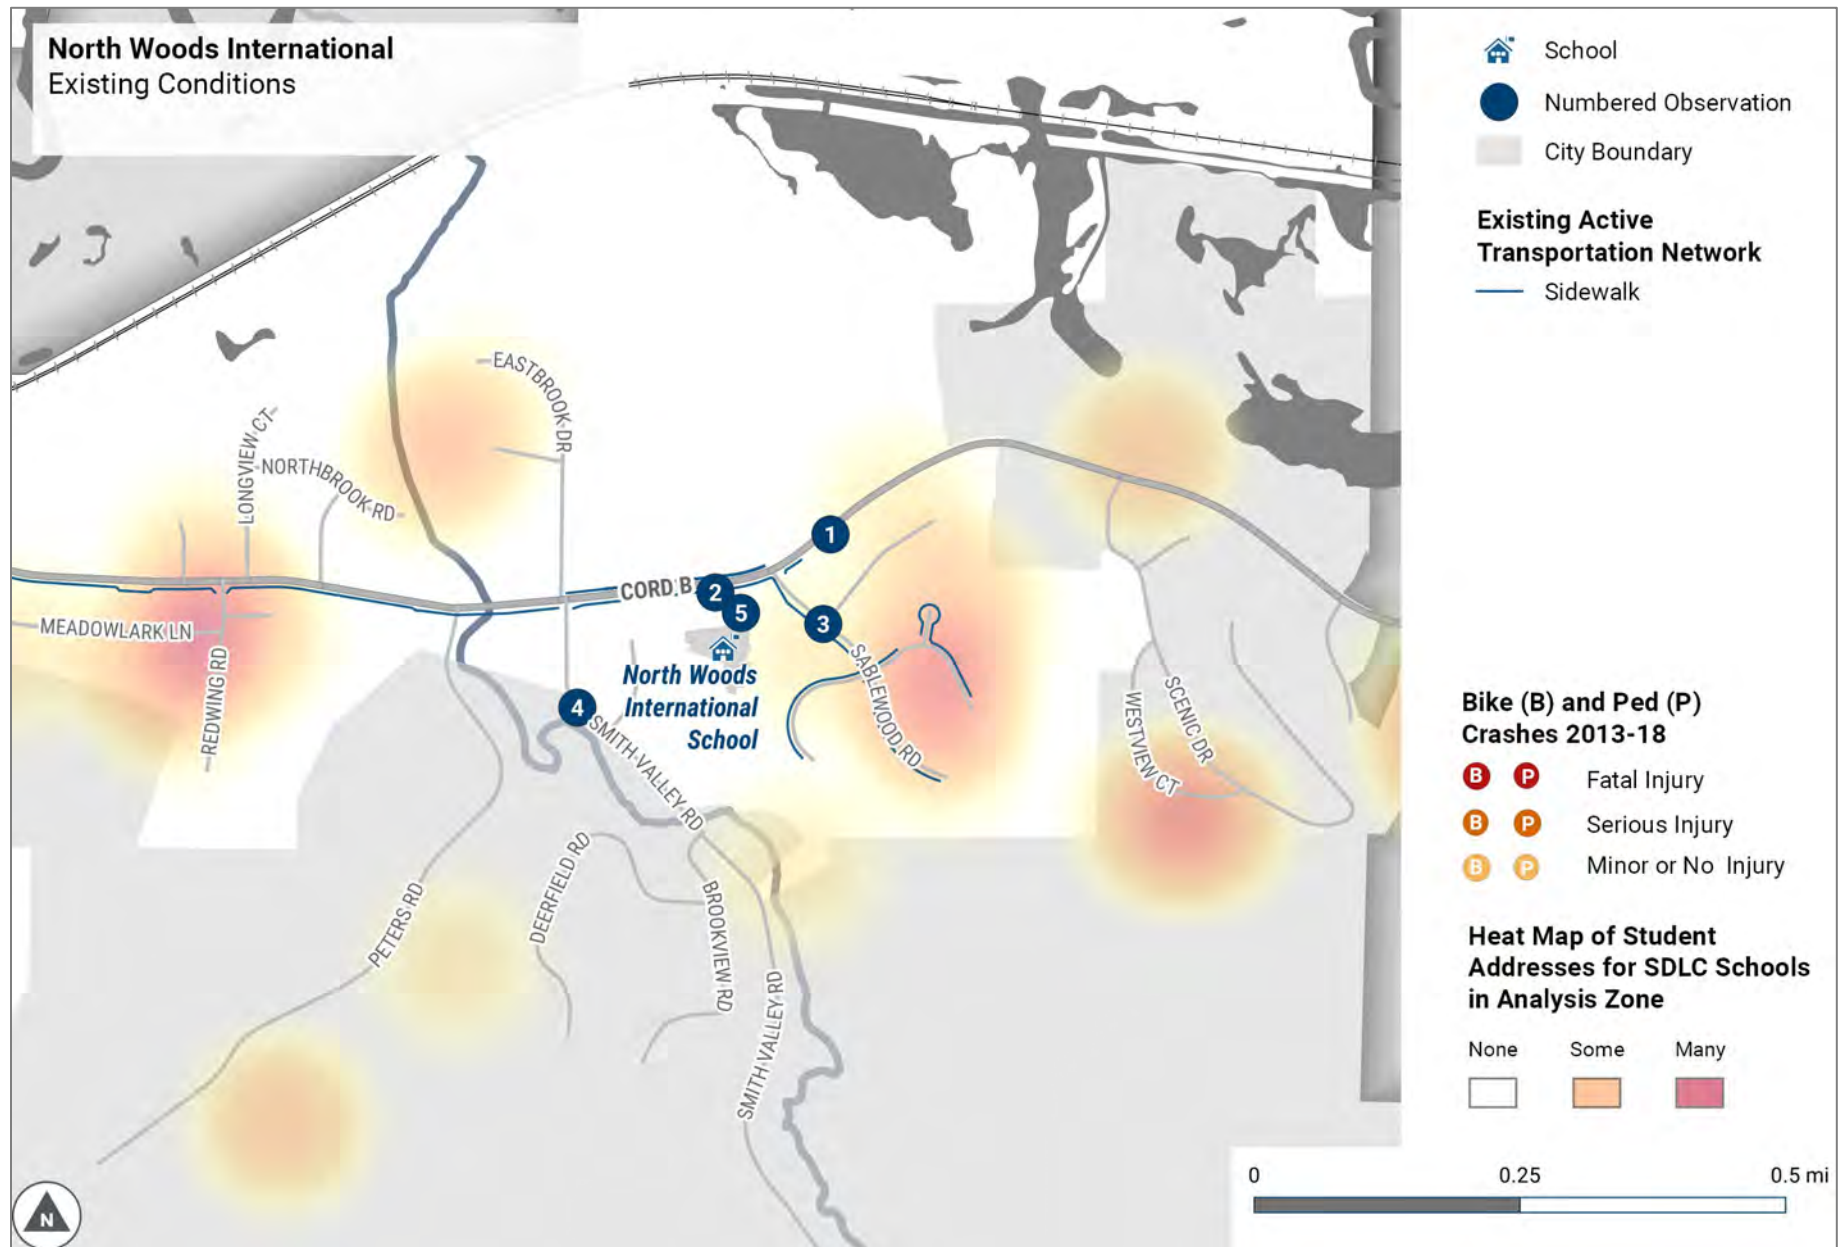 North Woods International
Existing Conditions
School
Numbered Observation
City Boundary
Existing Active
Transportation Network
Sidewalk
EASTBROOK DR
LONGVIEW CT
NORTHBROOK RD
1
CORD B
2
5
3
MEADOWLARK LN
REDWING RD
North Woods
International
School
4
SABLEWOOD RD
SMITH VALLEY RD
WESTVIEW CT
SCENIC DR
PETERS RD
DEERFIELD RD
BROOKVIEW RD
SMITH VALLEY RD
Bike (B) and Ped (P)
Crashes 2013-18
B P Fatal Injury
B P Serious Injury
B P Minor or No Injury
Heat Map of Student
Addresses for SDLC Schools
in Analysis Zone
None Some Many
0 0.25 0.5 mi
N